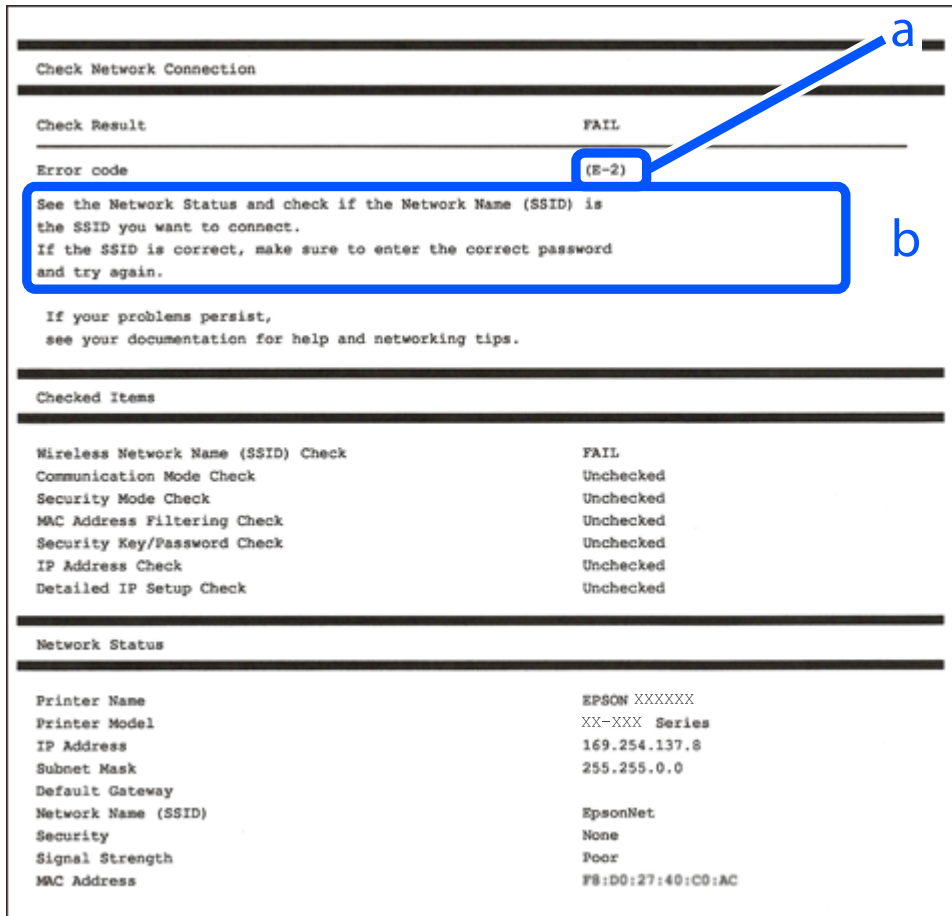 a
Check Network Connection
Check Result FAIL
Error code (E-2)
See the Network Status and check if the Network Name (SSID) is
the SSID you want to connect.
If the SSID is correct, make sure to enter the correct password
and try again.
b
If your problems persist,
see your documentation for help and networking tips.
Checked Items
Wireless Network Name (SSID) Check FAIL
Communication Mode Check Unchecked
Security Mode Check Unchecked
MAC Address Filtering Check Unchecked
Security Key/Password Check Unchecked
IP Address Check Unchecked
Detailed IP Setup Check Unchecked
Network Status
Printer Name EPSON XXXXXX
Printer Model XX-XXX Series
IP Address 169.254.137.8
Subnet Mask 255.255.0.0
Default Gateway
Network Name (SSID) EpsonNet
Security None
Signal Strength Poor
MAC Address F8:D0:27:40:C0:AC